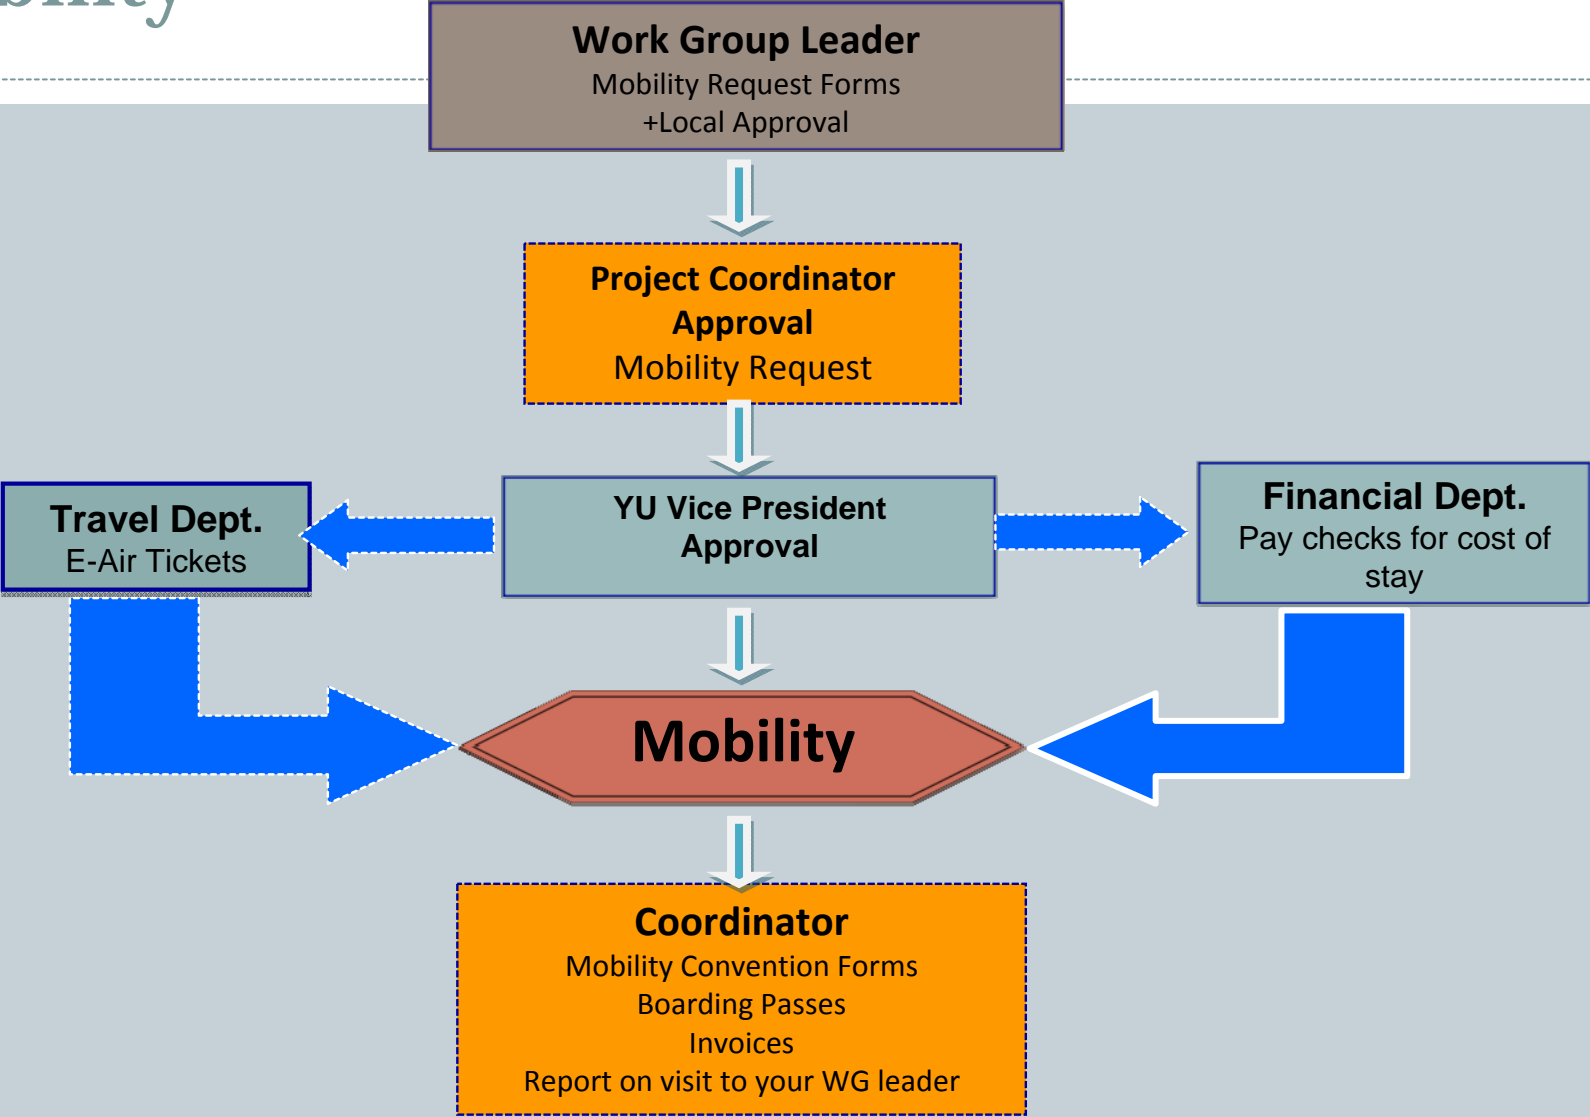 Work Group Leader
Mobility Request Forms
+Local Approval
Project Coordinator
Approval
Mobility Request
Travel Dept.
E-Air Tickets
YU Vice President
Approval
Financial Dept.
Pay checks for cost of
stay
Mobility
Coordinator
Mobility Convention Forms
Boarding Passes
Invoices
Report on visit to your WG leader